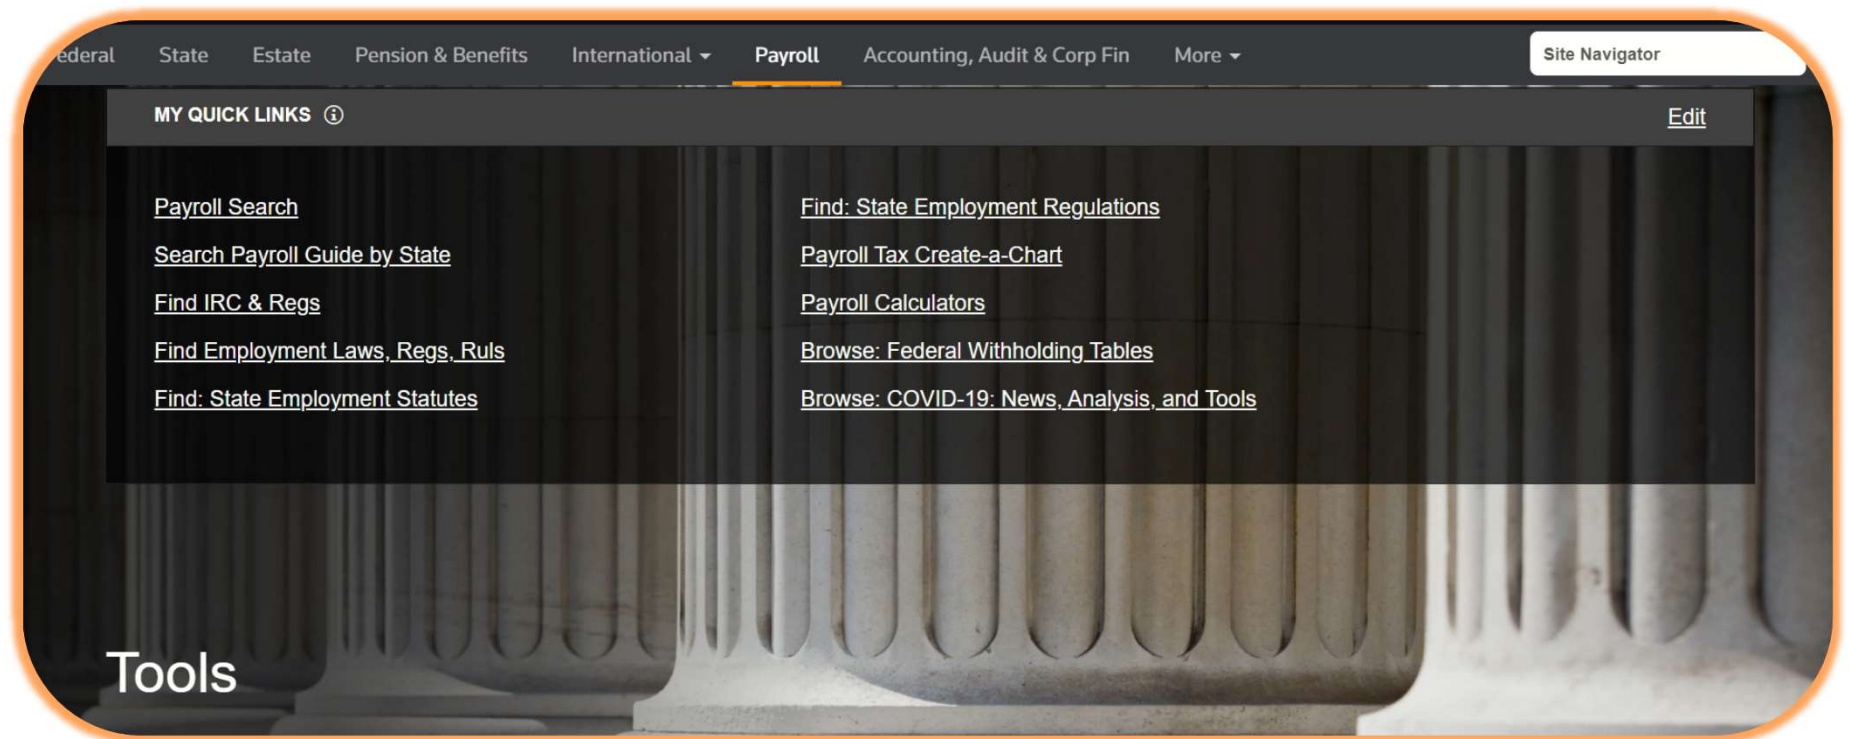 ederal State Estate Pension & Benefits International Payroll Accounting, Audit & Corp Fin More Site Navigator
MY QUICK LINKS Edit
Payroll Search
Search Payroll Guide by State
Find IRC & Regs
Find Employment Laws, Regs, Ruls
Find: State Employment Statutes
Find: State Employment Regulations
Payroll Tax Create-a-Chart
Payroll Calculators
Browse: Federal Withholding Tables
Browse: COVID-19: News, Analysis, and Tools
Tools